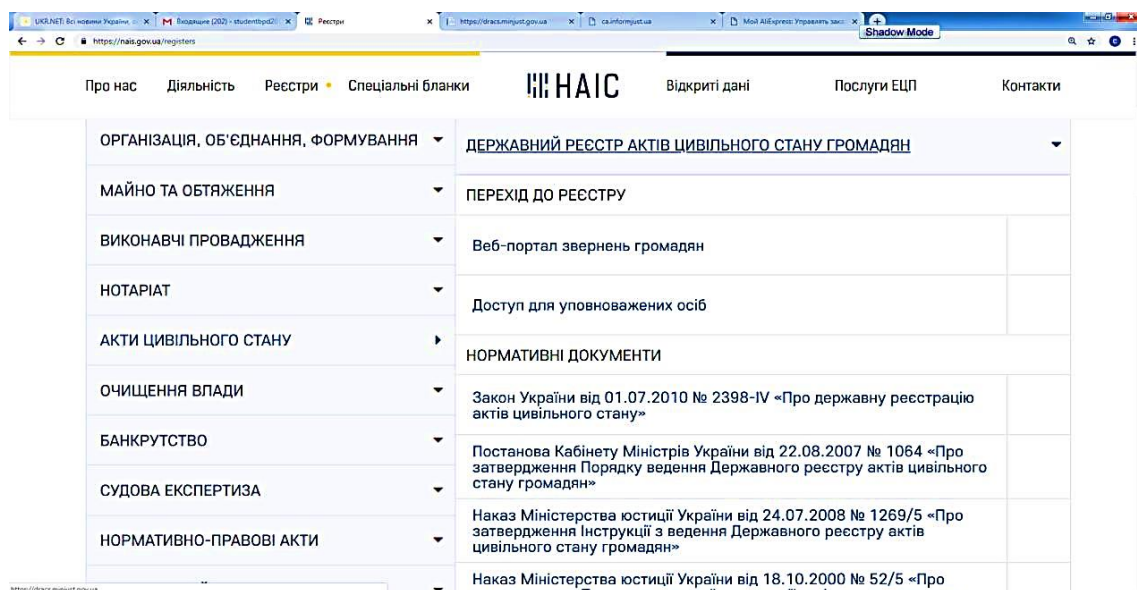 UKR.NET: Всі новини України,
Входящие (202) - studentbpd2
Реєстри
https://dracs.minjust.gov.ua
ca.informjust.ua
Мой AliExpress: Управлять зака
Shadow Mode
https://nais.gov.ua/registers
Про нас
Діяльність
Реєстри
Спеціальні бланки
НАІС
Відкриті дані
Послуги ЕЦП
Контакти
ОРГАНІЗАЦІЯ, ОБ'ЄДНАННЯ, ФОРМУВАННЯ
МАЙНО ТА ОБТЯЖЕННЯ
ВИКОНАВЧІ ПРОВАДЖЕННЯ
НОТАРІАТ
АКТИ ЦИВІЛЬНОГО СТАНУ
ОЧИЩЕННЯ ВЛАДИ
БАНКРУТСТВО
СУДОВА ЕКСПЕРТИЗА
НОРМАТИВНО-ПРАВОВІ АКТИ
ДЕРЖАВНИЙ РЕЄСТР АКТІВ ЦИВІЛЬНОГО СТАНУ ГРОМАДЯН
ПЕРЕХІД ДО РЕЄСТРУ
Веб-портал звернень громадян
Доступ для уповноважених осіб
НОРМАТИВНІ ДОКУМЕНТИ
Закон України від 01.07.2010 № 2398-IV «Про державну реєстрацію
актів цивільного стану»
Постанова Кабінету Міністрів України від 22.08.2007 № 1064 «Про
затвердження Порядку ведення Державного реєстру актів цивільного
стану громадян»
Наказ Міністерства юстиції України від 24.07.2008 № 1269/5 «Про
затвердження Інструкції з ведення Державного реєстру актів
цивільного стану громадян»
Наказ Міністерства юстиції України від 18.10.2000 № 52/5 «Про
https://dracs.minjust.gov.ua